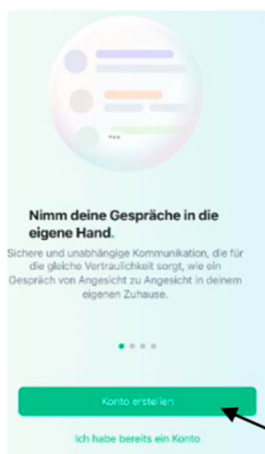 Nimm deine Gespräche in die
eigene Hand.
Sichere und unabhängige Kommunikation, die für
die gleiche Vertraulichkeit sorgt, wie ein
Gespräch von Angesicht zu Angesicht in deinem
eigenen Zuhause.
Konto erstellen
Ich habe bereits ein Konto